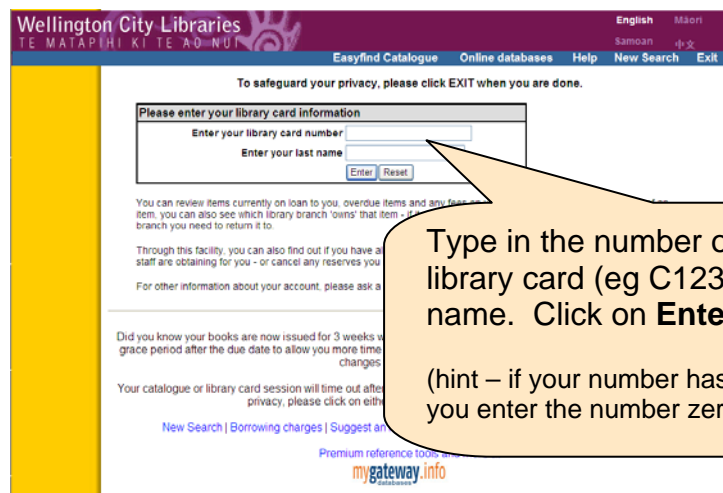 Wellington City Libraries
English Māori
TE MATAPIHI KI TE AO NUI
Samoan 中文
Easyfind Catalogue Online databases Help New Search Exit
To safeguard your privacy, please click EXIT when you are done.
Please enter your library card information
Enter your library card number
Enter your last name
Enter Reset
You can review items currently on loan to you, overdue items and any fees on
item, you can also see which library branch 'owns' that item - if
branch you need to return it to.
Through this facility, you can also find out if you have
staff are obtaining for you - or cancel any reserves you
For other information about your account, please ask a
Type in the number
library card (eg C123
name. Click on Ente
(hint – if your number has
you enter the number zer
Did you know your books are now issued for 3 weeks
grace period after the due date to allow you more time
changes
Your catalogue or library card session will time out after
privacy, please click on
New Search | Borrowing charges | Suggest an
Premium reference tools
mygateway.info
databases